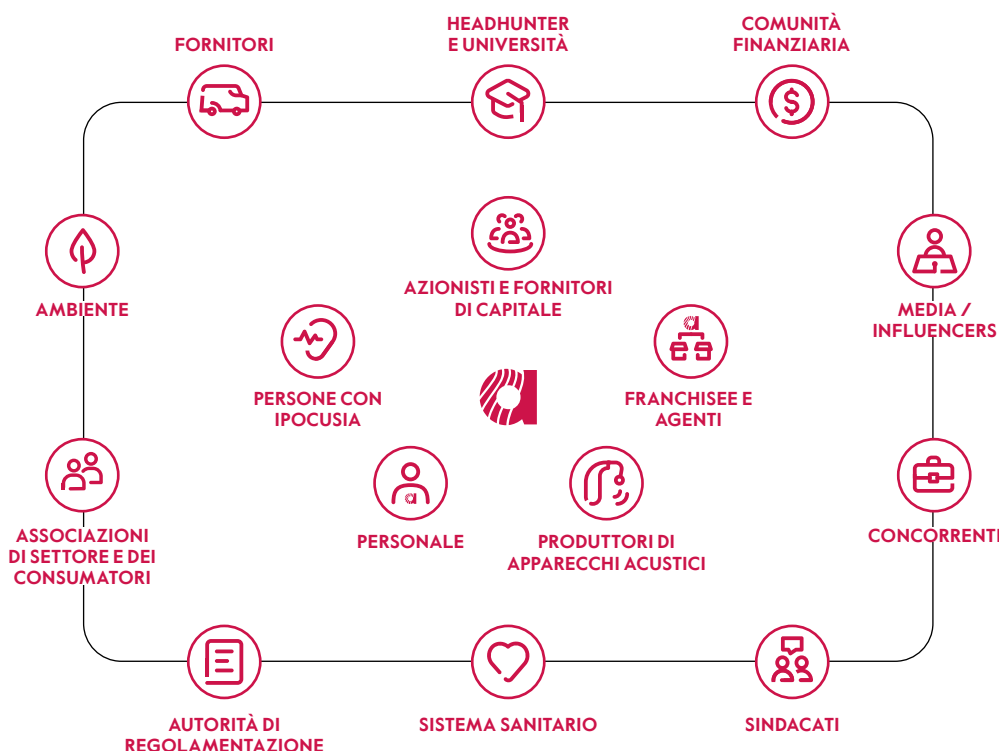 FORNITORI
HEADHUNTER
E UNIVERSITÀ
COMUNITÀ
FINANZIARIA
$
AMBIENTE
AZIONISTI E FORNITORI
DI CAPITALE
MEDIA /
INFLUENCERS
PERSONE CON
IPOCUSIA
FRANCHISEE E
AGENTI
ASSOCIAZIONI
DI SETTORE E DEI
CONSUMATORI
PERSONALE
PRODUTTORI DI
APPARECCHI ACUSTICI
CONCORRENTI
AUTORITÀ DI
REGOLAMENTAZIONE
SISTEMA SANITARIO
SINDACATI